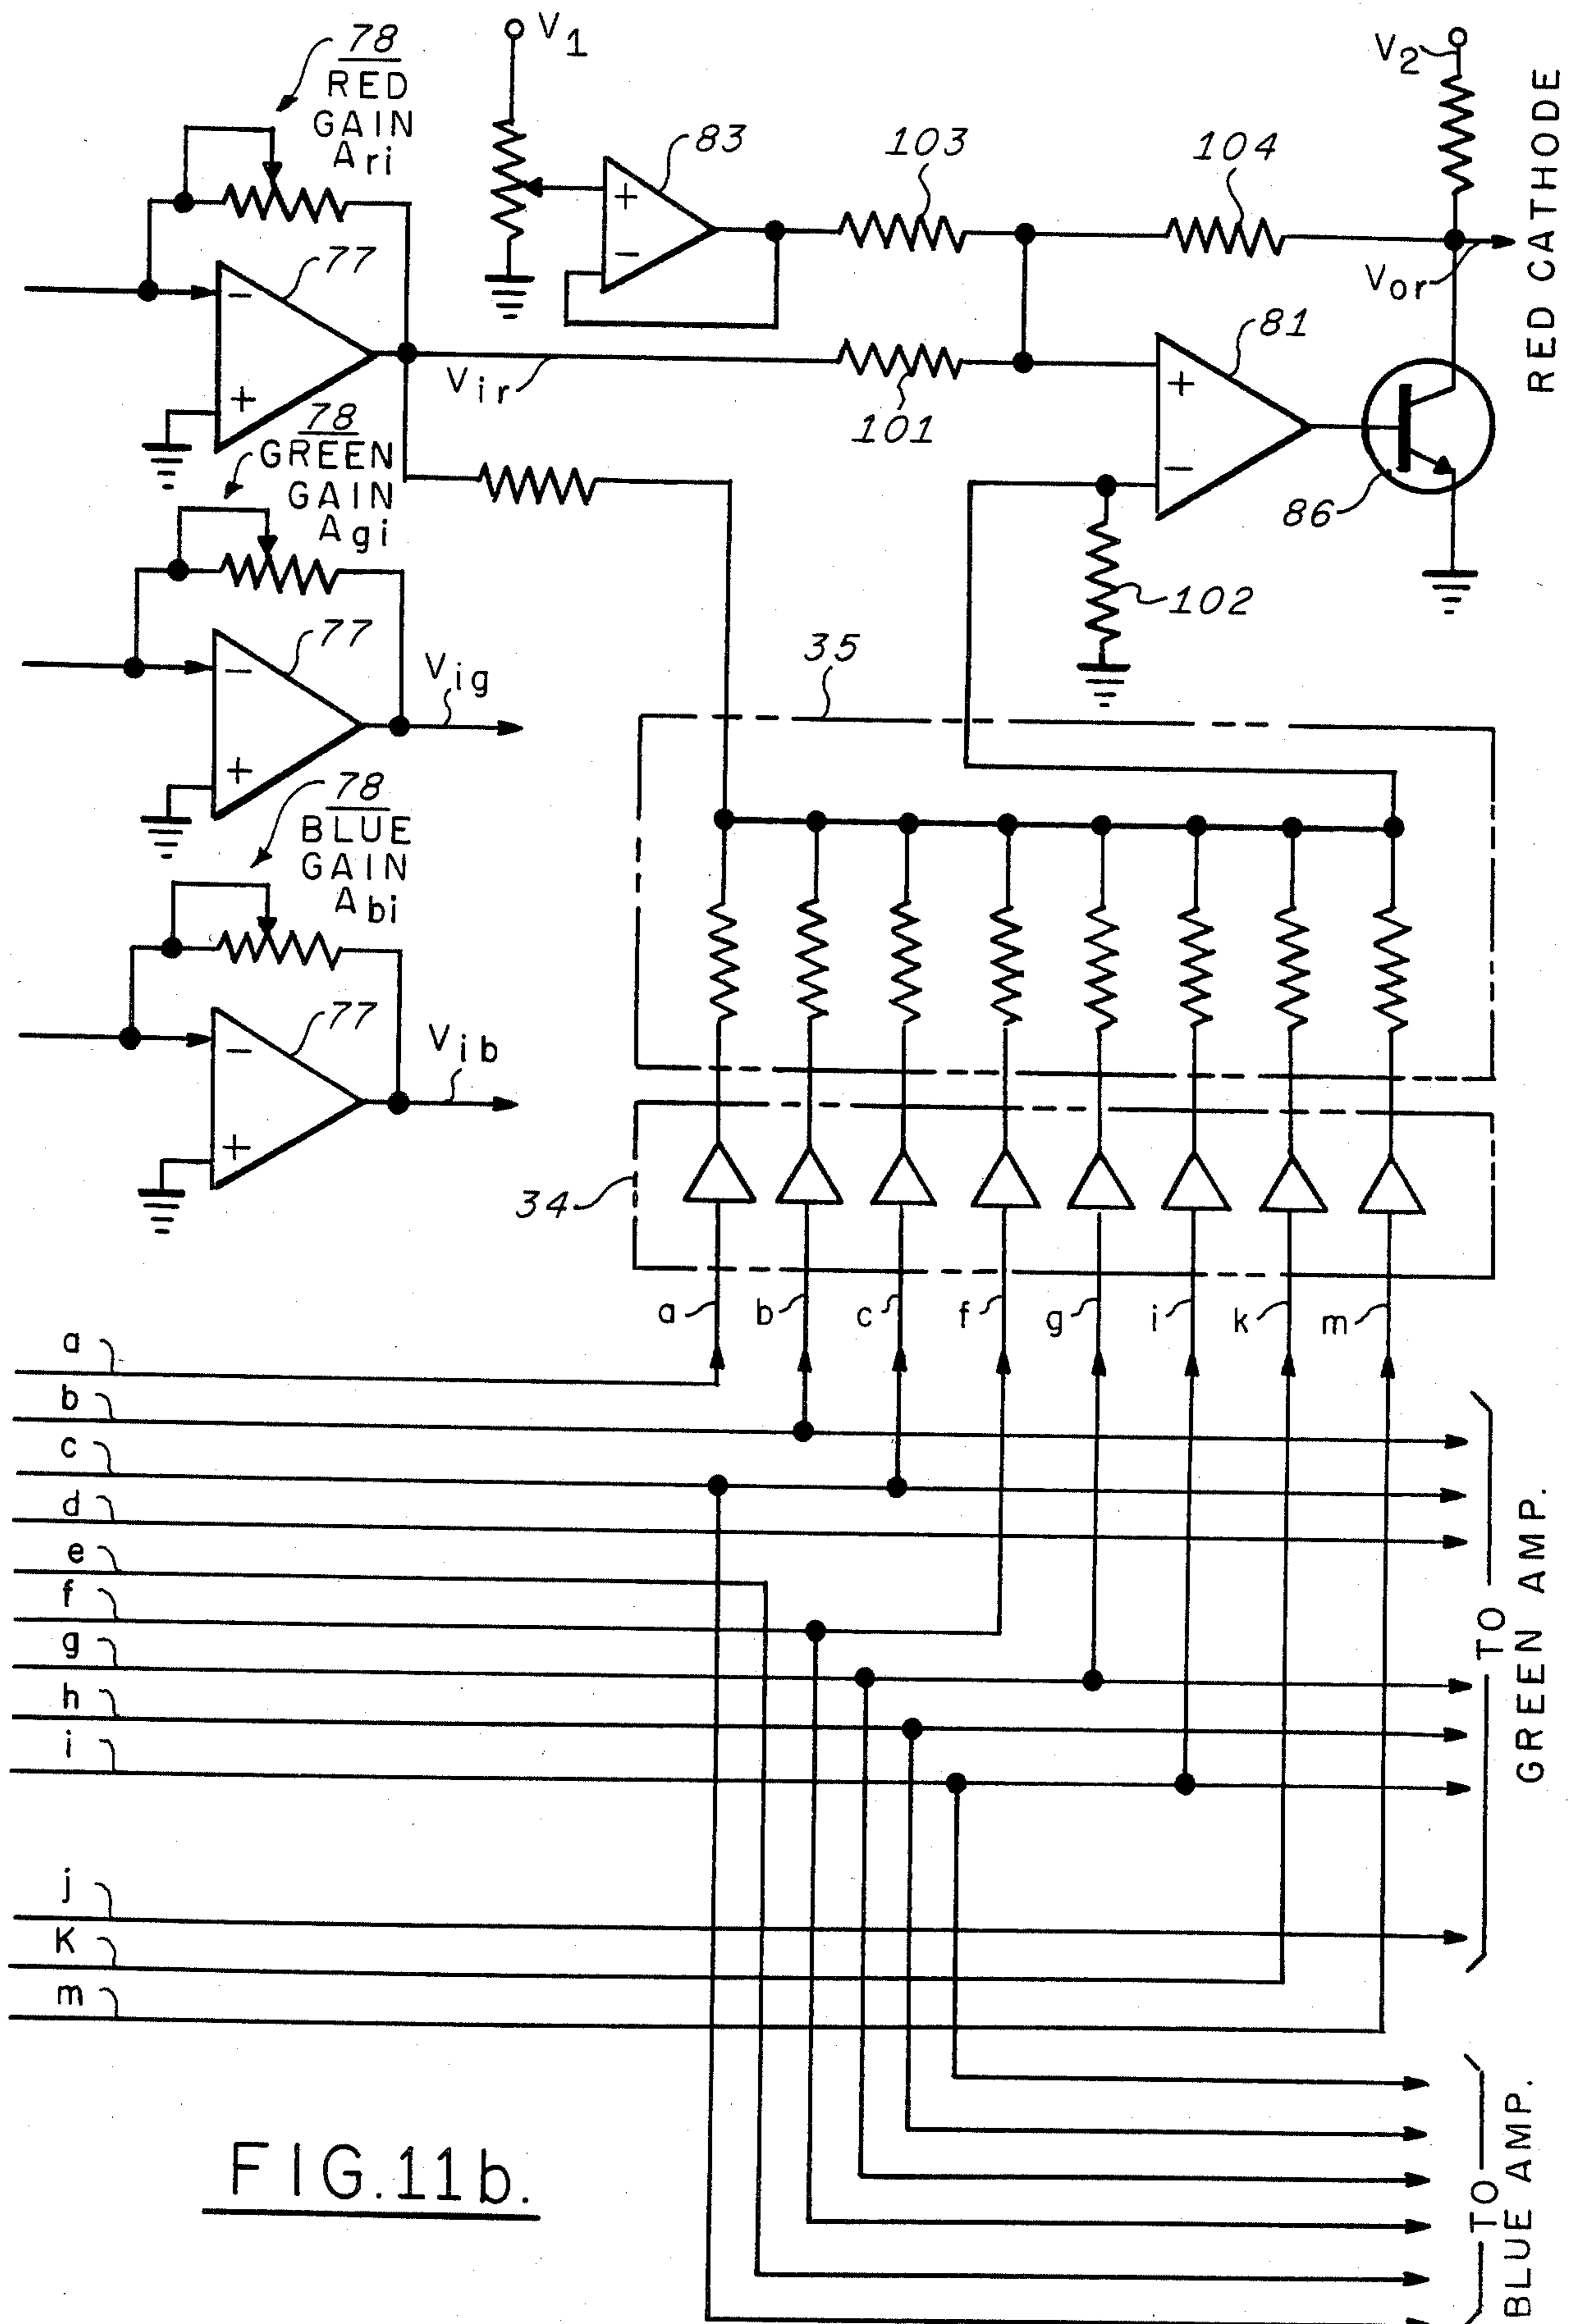 78
RED
GAIN
Ari
V1
83
103
104
V2
RED CATHODE
Vor
77
−
+
+
−
Vir
101
81
+
−
86
102
78
GREEN
GAIN
Agi
77
−
+
Vig
35
78
BLUE
GAIN
Abi
77
−
+
Vib
34
a
b
c
f
g
i
k
m
a
b
c
d
e
f
g
h
i
j
K
m
TO
GREEN AMP.
TO
BLUE AMP.
FIG.11b.